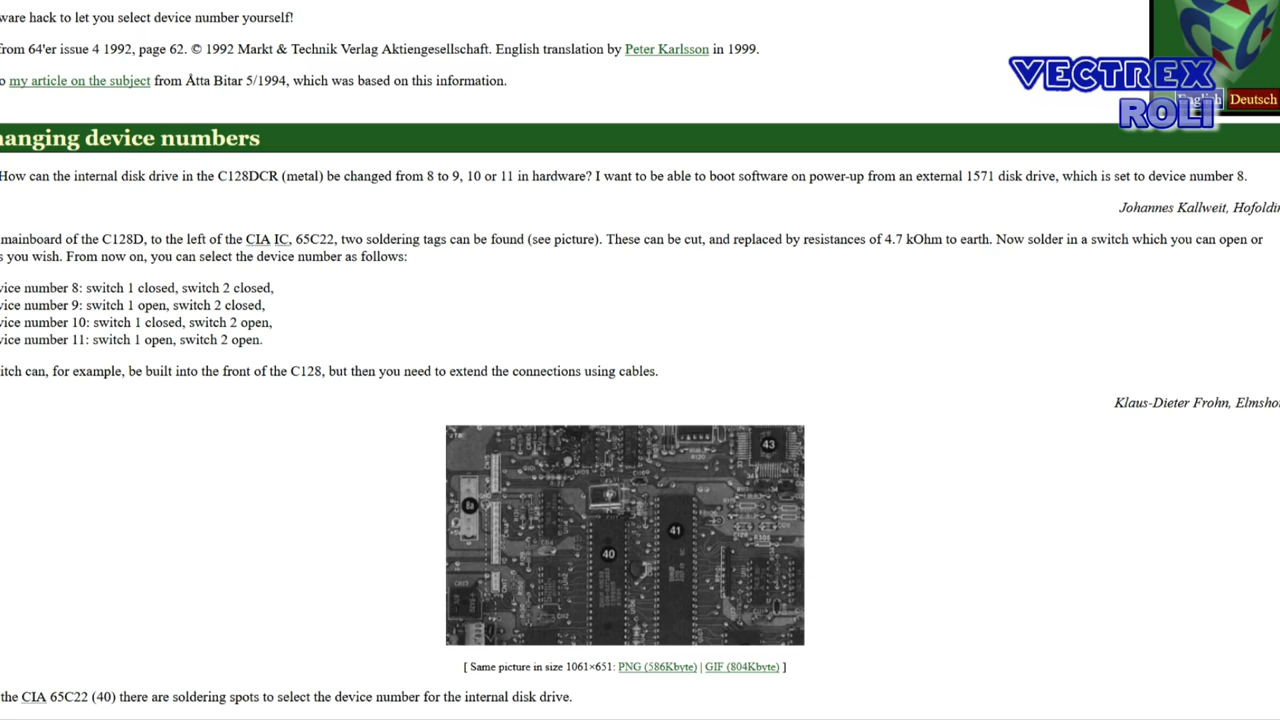 ware hack to let you select device number yourself!
from 64'er issue 4 1992, page 62. © 1992 Markt & Technik Verlag Aktiengesellschaft. English translation by Peter Karlsson in 1999.
o my article on the subject from Åtta Bitar 5/1994, which was based on this information.
VECTREX
ROLI
English Deutsch
hanging device numbers
How can the internal disk drive in the C128DCR (metal) be changed from 8 to 9, 10 or 11 in hardware? I want to be able to boot software on power-up from an external 1571 disk drive, which is set to device number 8.
Johannes Kallweit, Hofoldin
mainboard of the C128D, to the left of the CIA IC, 65C22, two soldering tags can be found (see picture). These can be cut, and replaced by resistances of 4.7 kOhm to earth. Now solder in a switch which you can open or
s you wish. From now on, you can select the device number as follows:
vice number 8: switch 1 closed, switch 2 closed,
vice number 9: switch 1 open, switch 2 closed,
vice number 10: switch 1 closed, switch 2 open,
vice number 11: switch 1 open, switch 2 open.
itch can, for example, be built into the front of the C128, but then you need to extend the connections using cables.
Klaus-Dieter Frohn, Elmsho
43
8a
41
40
[ Same picture in size 1061×651: PNG (586Kbyte) | GIF (804Kbyte) ]
the CIA 65C22 (40) there are soldering spots to select the device number for the internal disk drive.